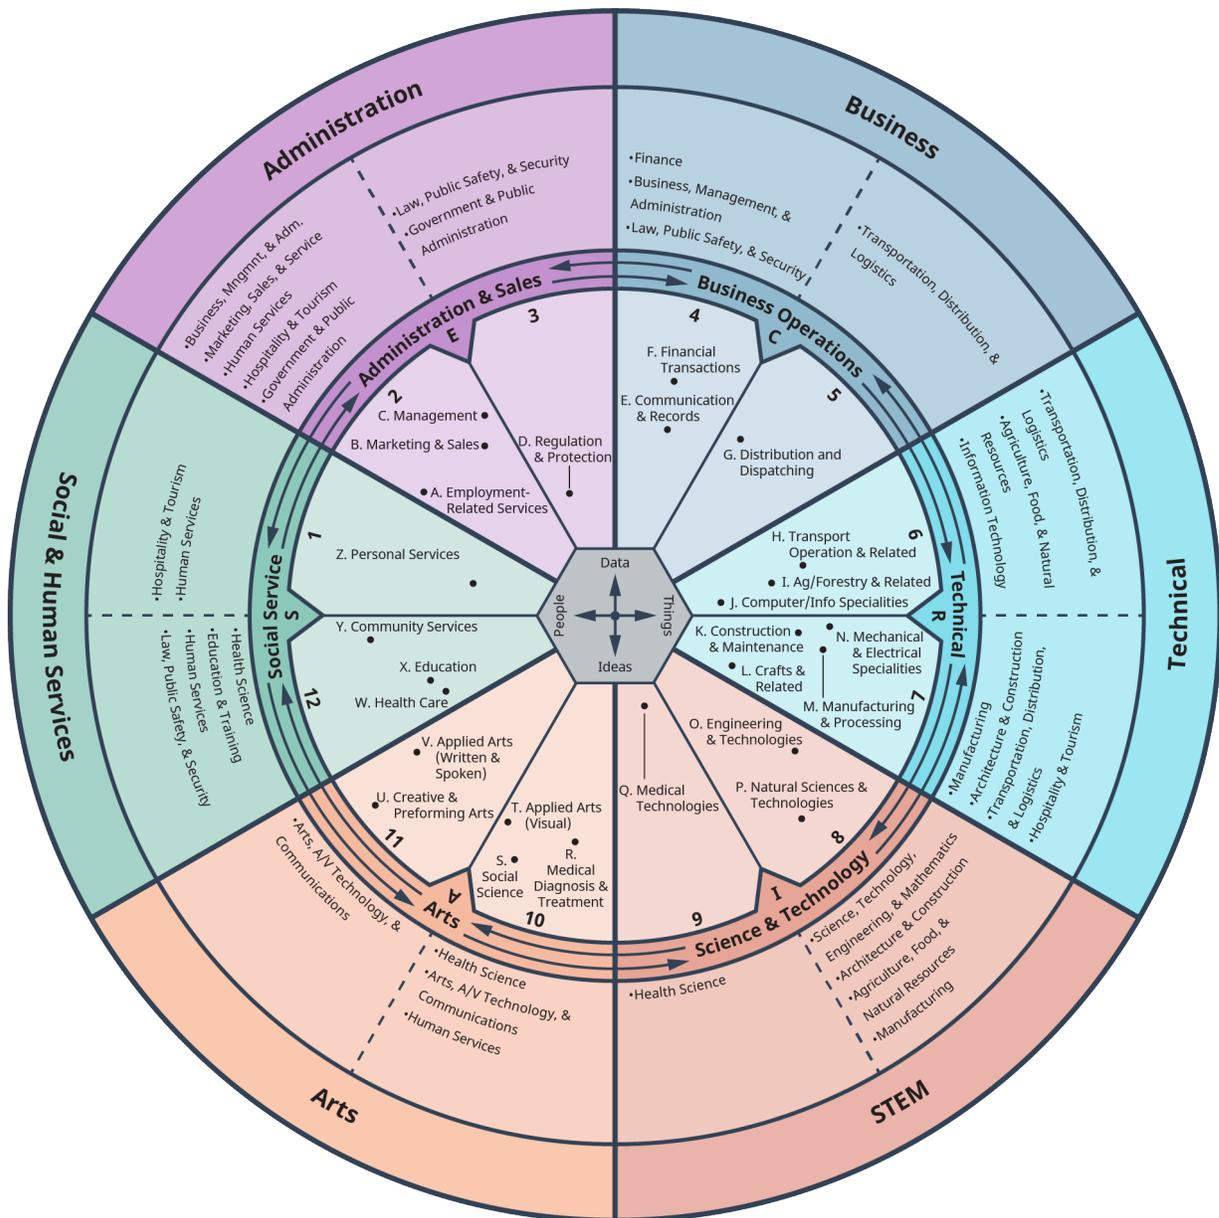 Administration
Business
Technical
STEM
Arts
Social & Human Services
•Business, Mngmnt, & Adm.
•Marketing, Sales, & Service
•Human Services
•Hospitality & Tourism
•Government & Public
Administration
•Law, Public Safety, & Security
•Government & Public
Administration
•Finance
•Business, Management, &
Administration
•Law, Public Safety, & Security
•Transportation, Distribution, &
Logistics
•Transportation, Distribution, &
Logistics
•Agriculture, Food, & Natural
Resources
•Information Technology
•Manufacturing
•Architecture & Construction
•Transportation, Distribution,
& Logistics
•Hospitality & Tourism
•Science, Technology,
Engineering, & Mathematics
•Architecture & Construction
•Agriculture, Food, &
Natural Resources
•Manufacturing
•Health Science
•Health Science
•Arts, A/V Technology, &
Communications
•Human Services
•Arts, A/V Technology, &
Communications
•Health Science
•Education & Training
•Human Services
•Law, Public Safety, & Security
•Hospitality & Tourism
•Human Services
Administration & Sales
E
Business Operations
C
Technical
R
Science & Technology
I
Arts
A
Social Service
S
1
2
3
4
5
6
7
8
9
10
11
12
C. Management
B. Marketing & Sales
A. Employment-
Related Services
D. Regulation
& Protection
F. Financial
Transactions
E. Communication
& Records
G. Distribution and
Dispatching
H. Transport
Operation & Related
I. Ag/Forestry & Related
J. Computer/Info Specialities
K. Construction
& Maintenance
L. Crafts &
Related
N. Mechanical
& Electrical
Specialities
M. Manufacturing
& Processing
O. Engineering
& Technologies
P. Natural Sciences &
Technologies
Q. Medical
Technologies
R.
Medical
Diagnosis &
Treatment
S.
Social
Science
T. Applied Arts
(Visual)
U. Creative &
Preforming Arts
V. Applied Arts
(Written &
Spoken)
W. Health Care
X. Education
Y. Community Services
Z. Personal Services
Data
People
Things
Ideas